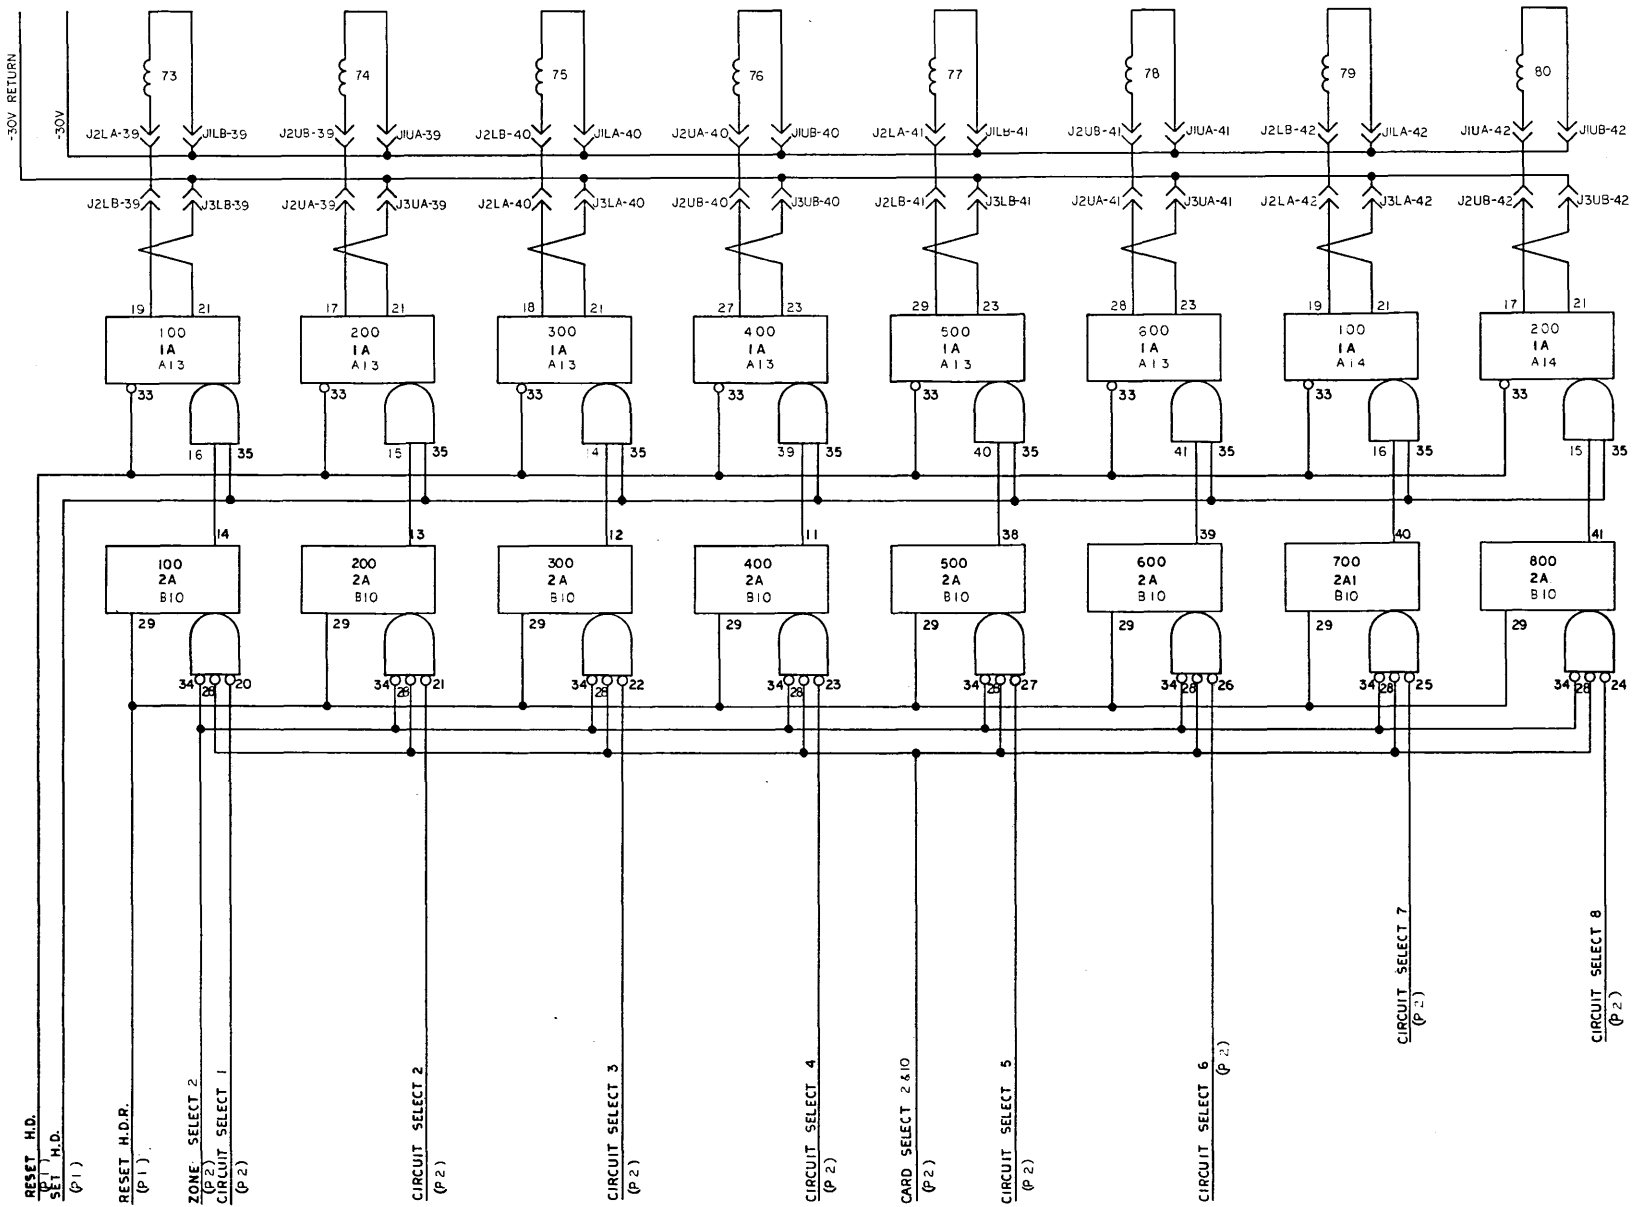 -30V RETURN
-30V
73 74 75 76 77 78 79 80
J2LA-39 J1LB-39 J2UB-39 J1UA-39 J2LB-40 J1LA-40 J2UA-40 J1UB-40 J2LA-41 J1LB-41 J2UB-41 J1UA-41 J2LB-42 J1LA-42 J1UA-42 J1UB-42
J2LB-39 J3LB-39 J2UA-39 J3UA-39 J2LA-40 J3LA-40 J2UB-40 J3UB-40 J2LB-41 J3LB-41 J2UA-41 J3UA-41 J2LA-42 J3LA-42 J2UB-42 J3UB-42
19 21 17 21 18 21 27 23 29 23 28 23 19 21 17 21
100 200 300 400 500 600 100 200
1A 1A 1A 1A 1A 1A 1A 1A
A13 A13 A13 A13 A13 A13 A14 A14
33 33 33 33 33 33 33 33
16 35 15 35 14 35 39 35 40 35 41 35 16 35 15 35
14 13 12 11 38 39 40 41
100 200 300 400 500 600 700 800
2A 2A 2A 2A 2A 2A 2A1 2A
B10 B10 B10 B10 B10 B10 B10 B10
29 29 29 29 29 29 29 29
34 28 20 34 28 21 34 28 22 34 28 23 34 28 27 34 28 26 34 28 25 34 28 24
RESET H.D.
(P1)
SET H.D.
(P1)
RESET H.D.R.
(P1)
ZONE SELECT 2
(P2)
CIRCUIT SELECT 1
(P2)
CIRCUIT SELECT 2
(P2)
CIRCUIT SELECT 3
(P2)
CIRCUIT SELECT 4
(P2)
CARD SELECT 2 & 10
(P2)
CIRCUIT SELECT 5
(P2)
CIRCUIT SELECT 6
(P2)
CIRCUIT SELECT 7
(P2)
CIRCUIT SELECT 8
(P2)